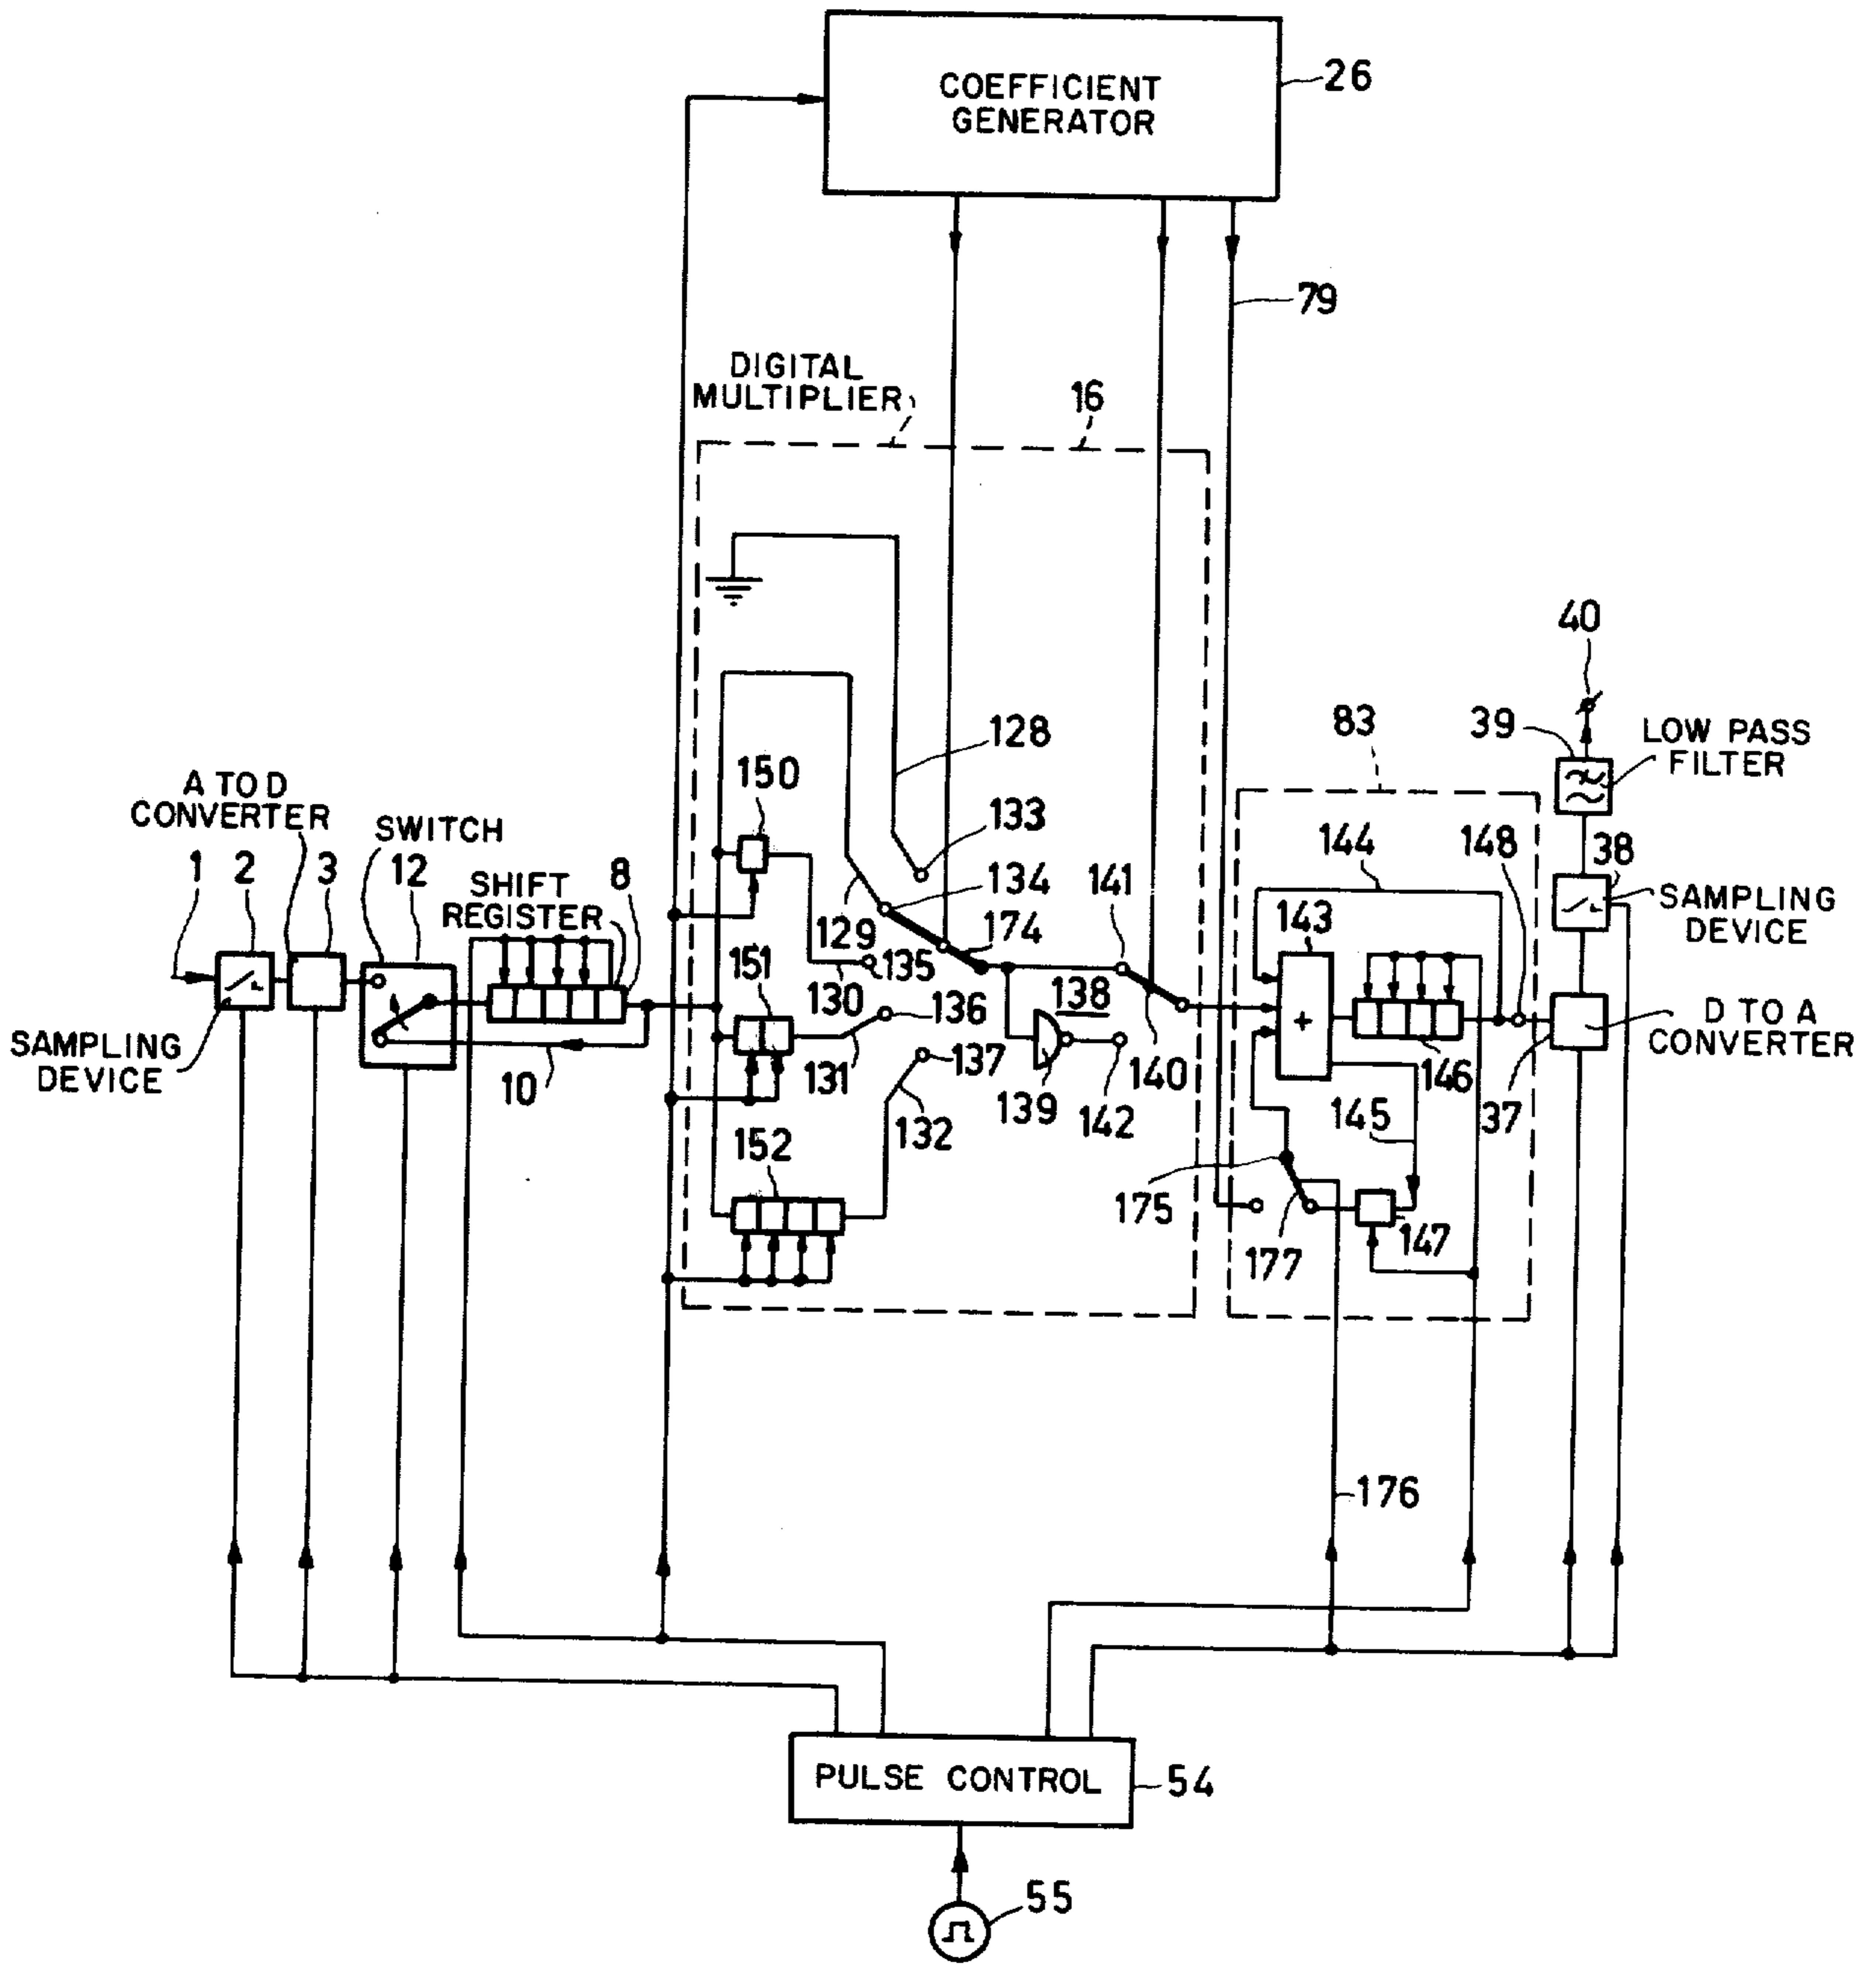 COEFFICIENT
GENERATOR
26
79
DIGITAL
MULTIPLIER
16
40
128
83
39
LOW PASS
FILTER
150
A TO D
CONVERTER
133
SWITCH
144
148
38
1
2
3
12
SHIFT
REGISTER
8
134
141
143
SAMPLING
DEVICE
129
174
151
135
130
138
136
D TO A
CONVERTER
SAMPLING
DEVICE
10
131
137
139
142
140
146
37
132
145
152
175
177
147
176
PULSE CONTROL
54
55
+